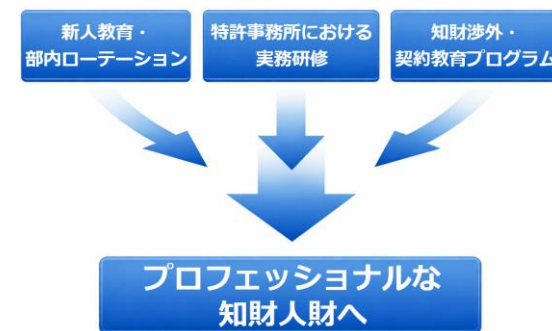 新人教育・
部内ローテーション
特許事務所における
実務研修
知財渉外・
契約教育プログラム
プロフェッショナルな
知財人財へ